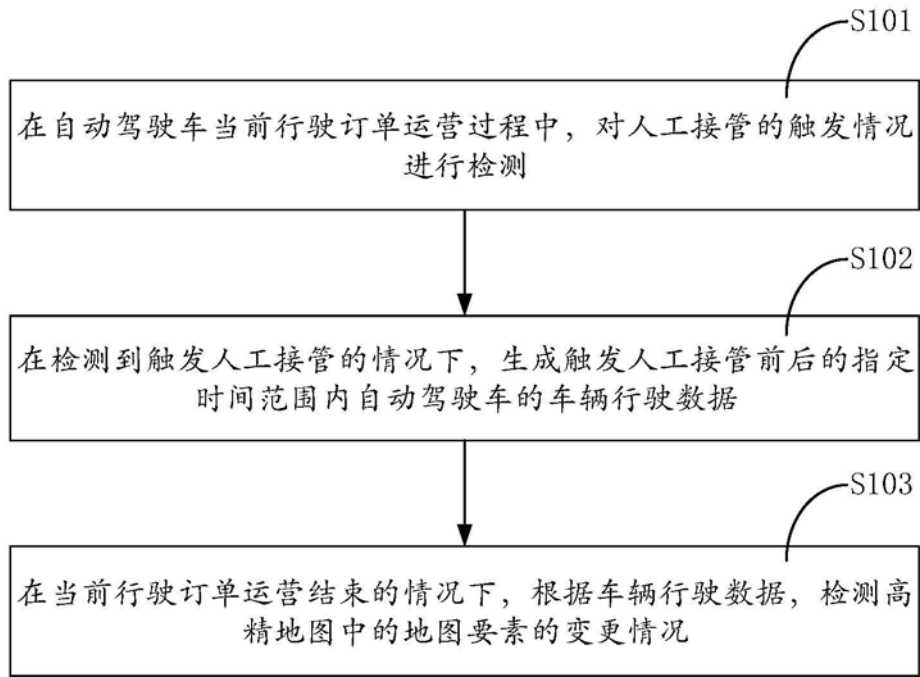 S101
在自动驾驶车当前行驶订单运营过程中，对人工接管的触发情况
进行检测
S102
在检测到触发人工接管的情况下，生成触发人工接管前后的指定
时间范围内自动驾驶车的车辆行驶数据
S103
在当前行驶订单运营结束的情况下，根据车辆行驶数据，检测高
精地图中的地图要素的变更情况